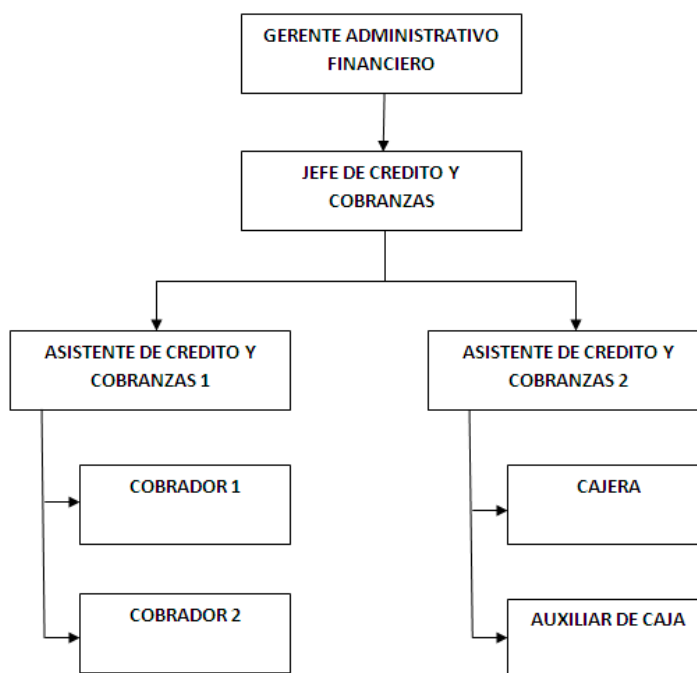 GERENTE ADMINISTRATIVO
FINANCIERO
JEFE DE CREDITO Y
COBRANZAS
ASISTENTE DE CREDITO Y
COBRANZAS 1
ASISTENTE DE CREDITO Y
COBRANZAS 2
COBRADOR 1
CAJERA
COBRADOR 2
AUXILIAR DE CAJA